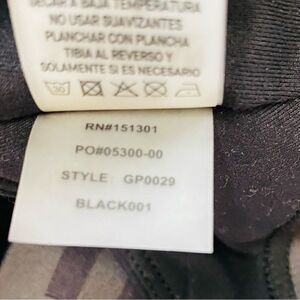 SECAR A BAJA TEMPERATURA
NO USAR SUAVIZANTES
PLANCHAR CON PLANCHA
TIBIA AL REVERSO Y
SOLAMENTE SI ES NECESARIO
30
RN#151301
PO#05300-00
STYLE: GP0029
BLACK001